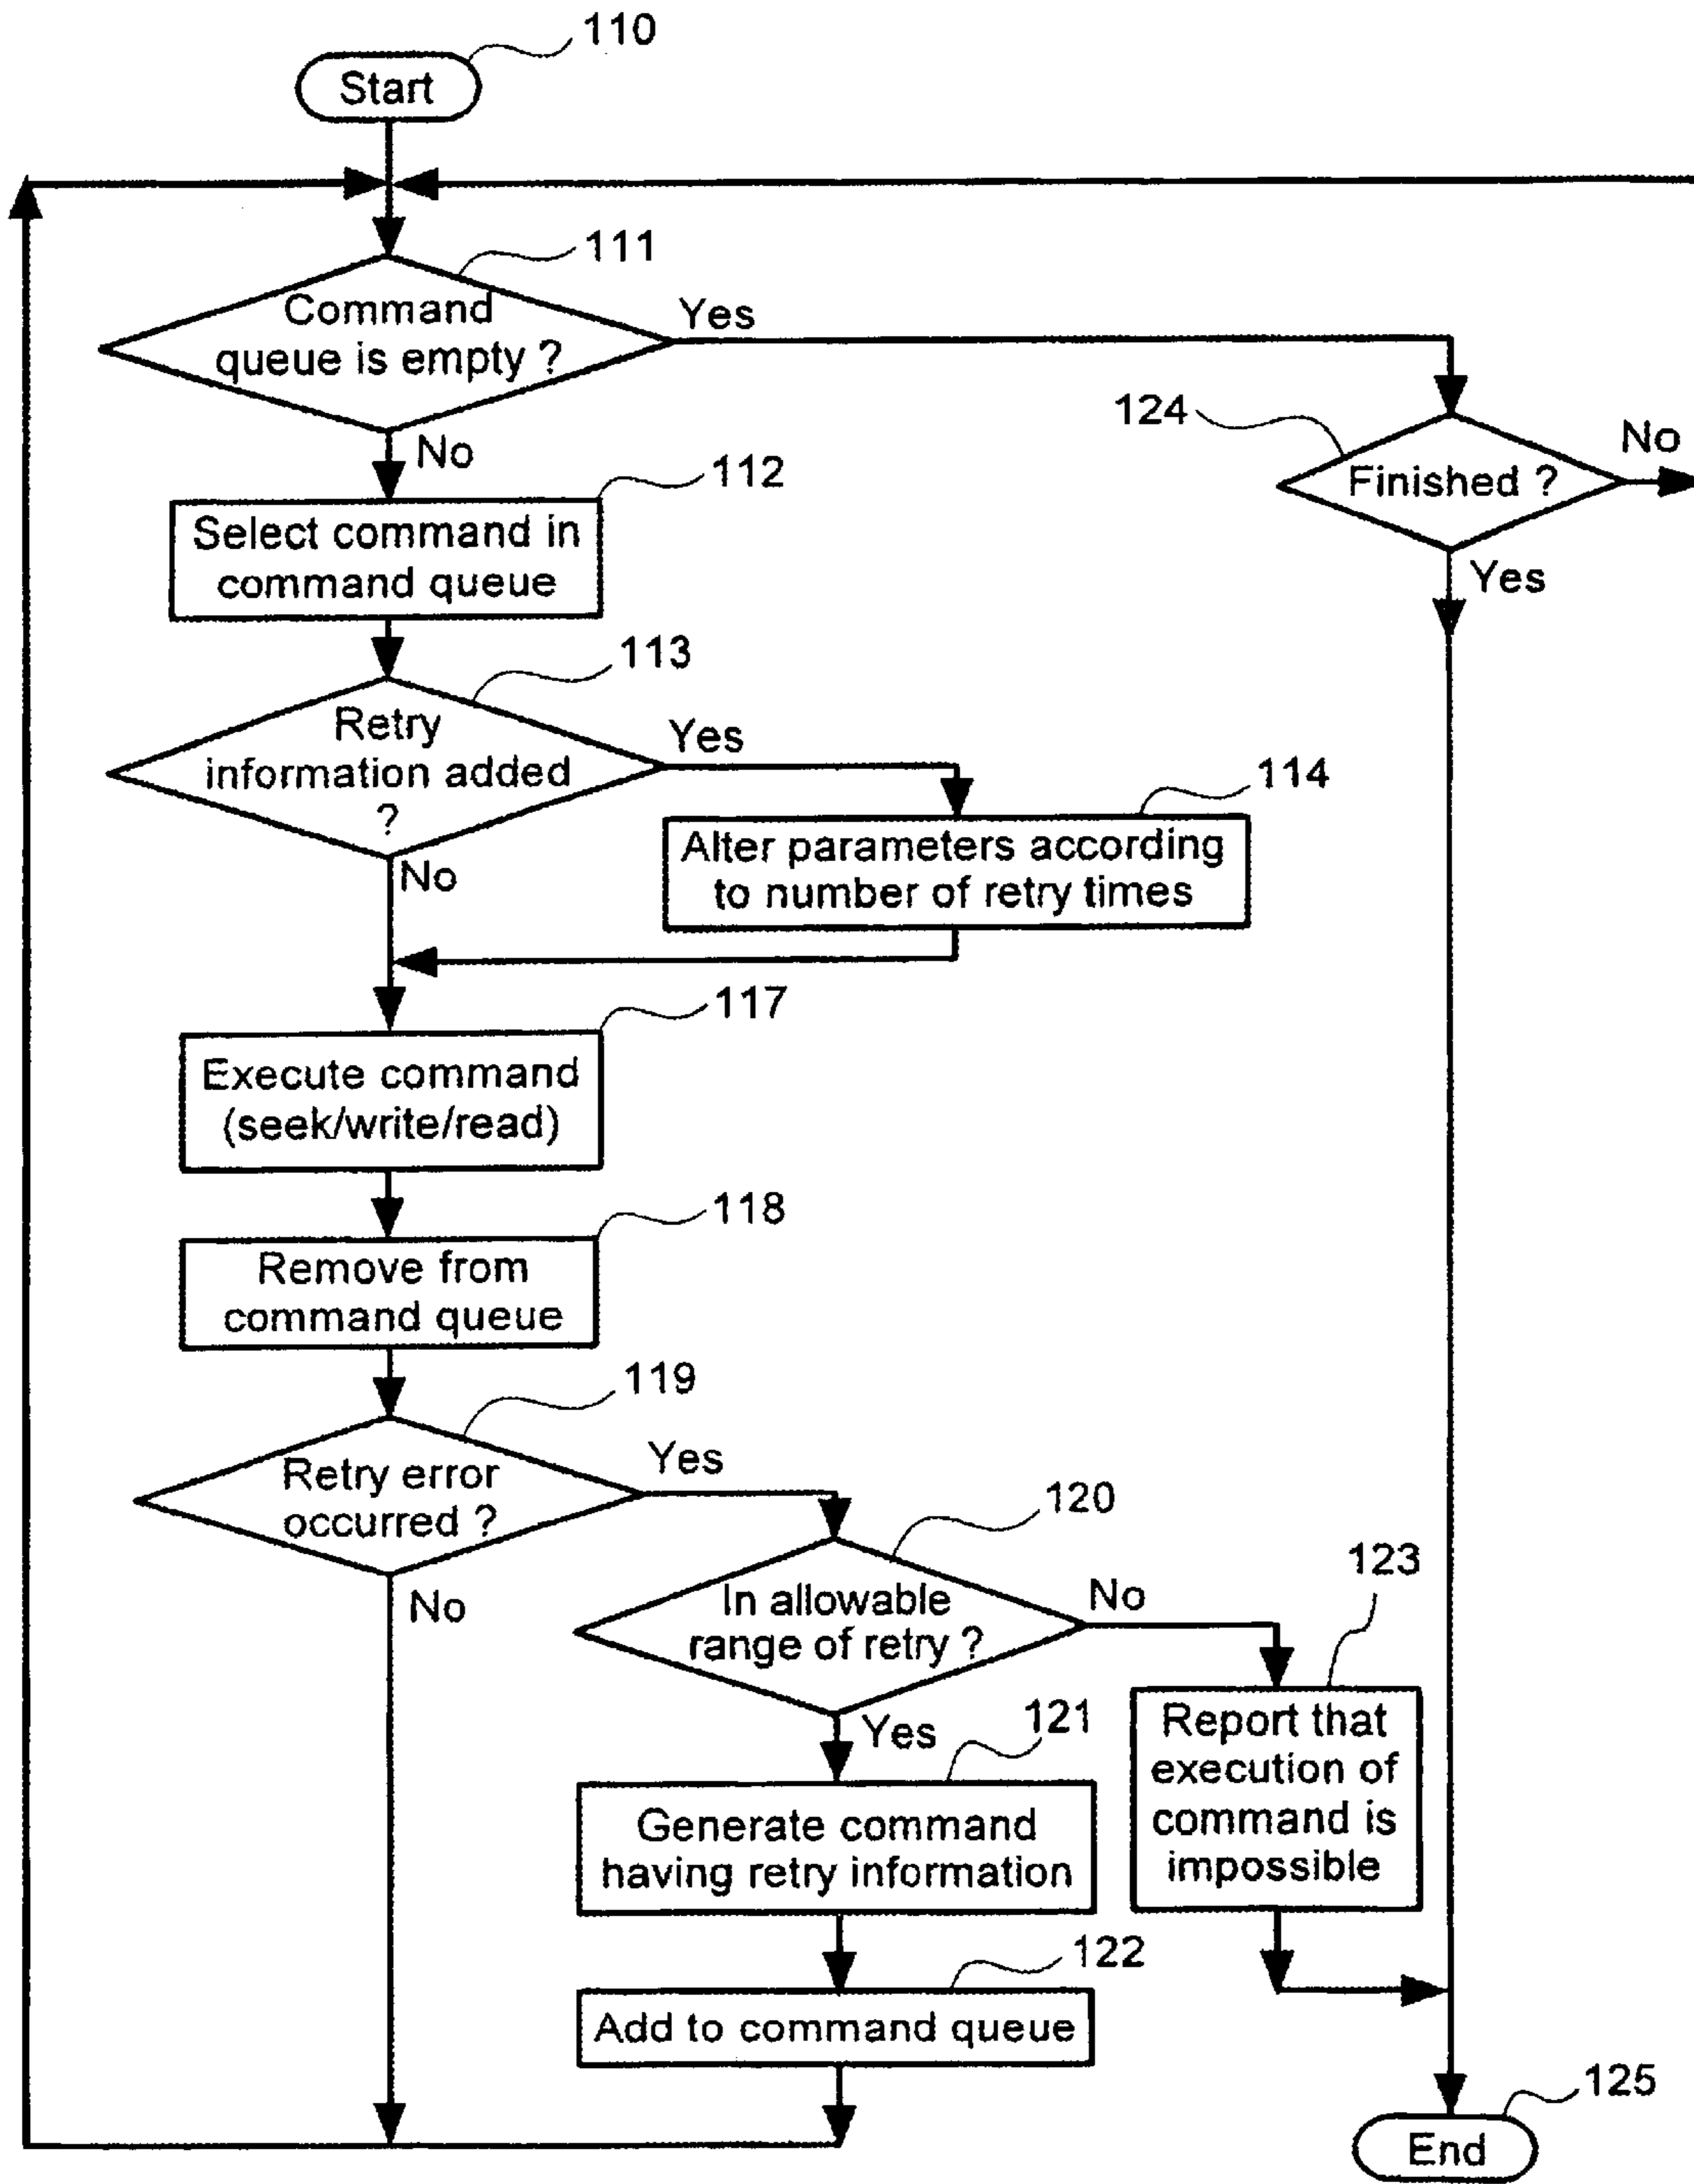 110
Start
111
Command
queue is empty ?
Yes
No
124
Finished ?
No
Yes
112
Select command in
command queue
113
Retry
information added
?
Yes
No
114
Alter parameters according
to number of retry times
117
Execute command
(seek/write/read)
118
Remove from
command queue
119
Retry error
occurred ?
Yes
No
120
In allowable
range of retry ?
No
Yes
123
Report that
execution of
command is
impossible
121
Generate command
having retry information
122
Add to command queue
125
End